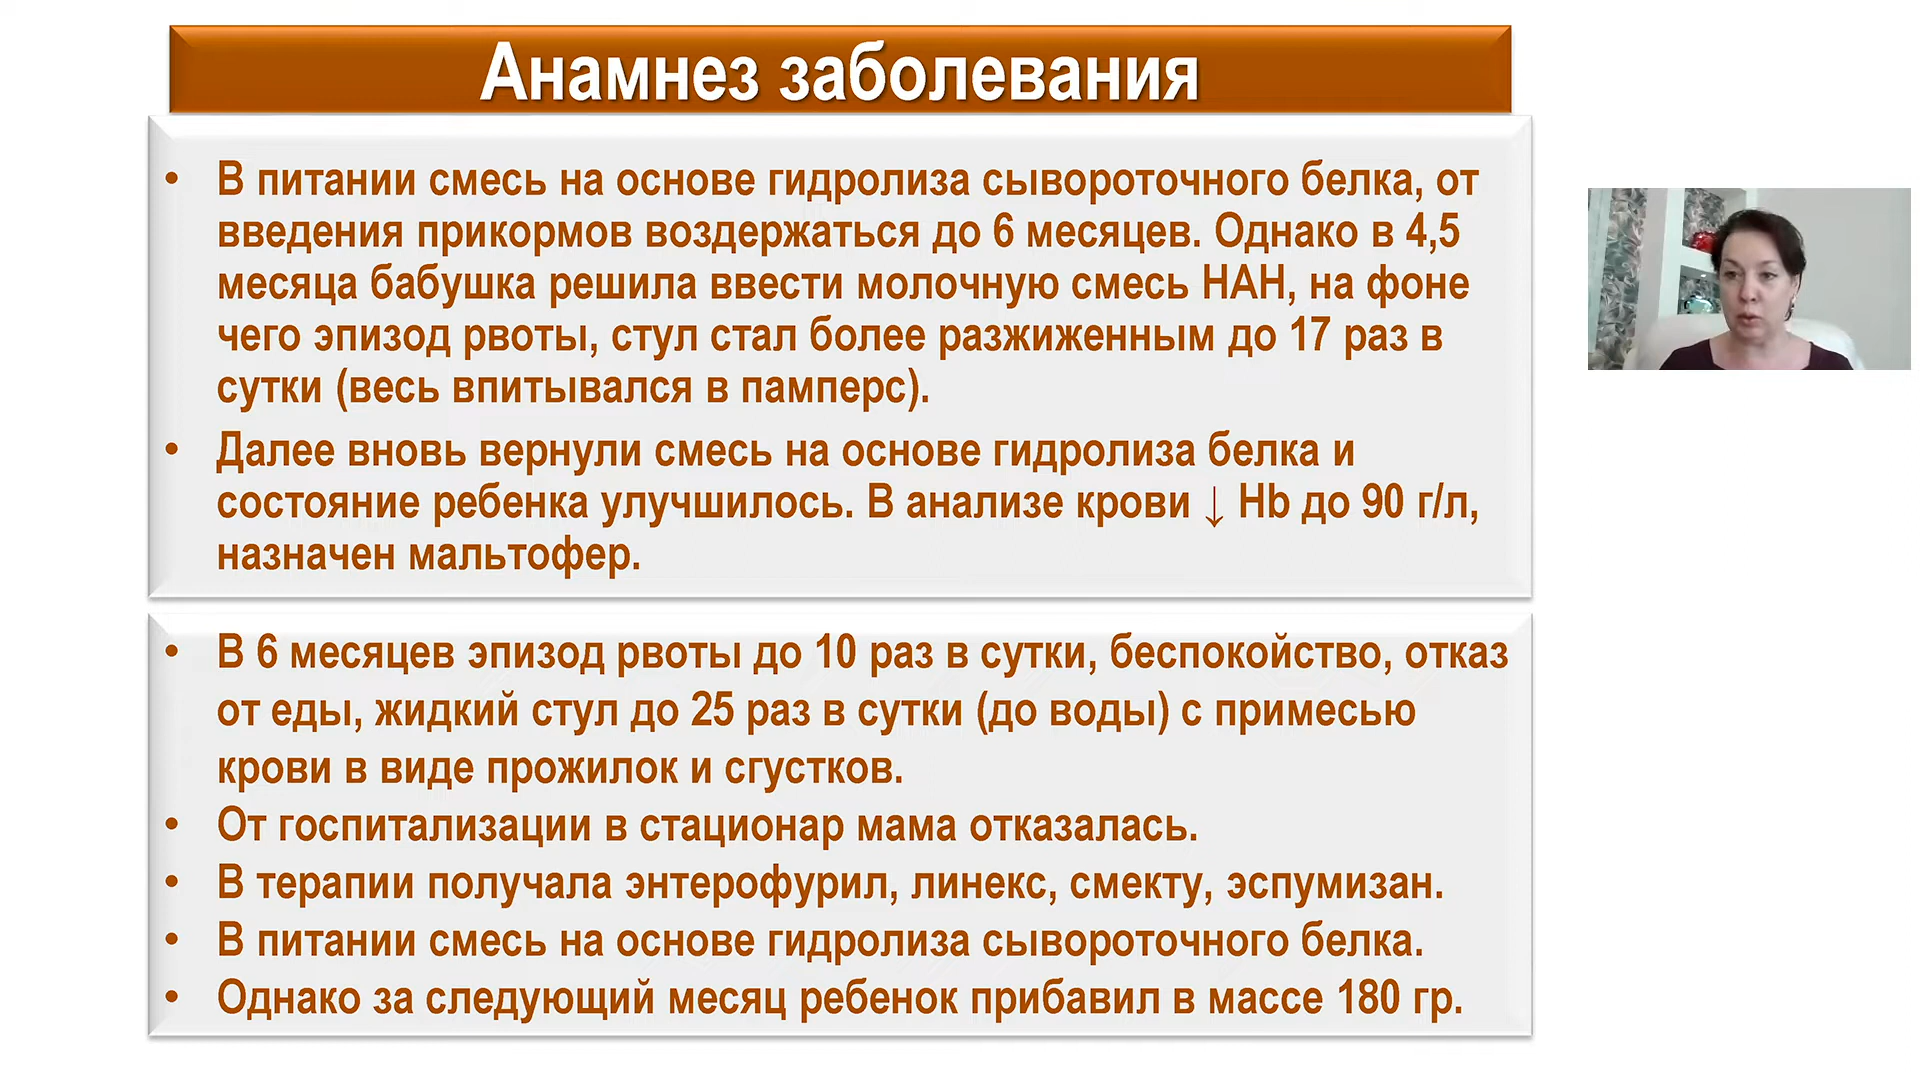 Анамнез заболевания
• В питании смесь на основе гидролиза сывороточного белка, от
введения прикормов воздержаться до 6 месяцев. Однако в 4,5
месяца бабушка решила ввести молочную смесь НАН, на фоне
чего эпизод рвоты, стул стал более разжиженным до 17 раз в
сутки (весь впитывался в памперс).
• Далее вновь вернули смесь на основе гидролиза белка и
состояние ребенка улучшилось. В анализе крови ↓ Hb до 90 г/л,
назначен мальтофер.
• В 6 месяцев эпизод рвоты до 10 раз в сутки, беспокойство, отказ
от еды, жидкий стул до 25 раз в сутки (до воды) с примесью
крови в виде прожилок и сгустков.
• От госпитализации в стационар мама отказалась.
• В терапии получала энтерофурил, линекс, смекту, эспумизан.
• В питании смесь на основе гидролиза сывороточного белка.
• Однако за следующий месяц ребенок прибавил в массе 180 гр.